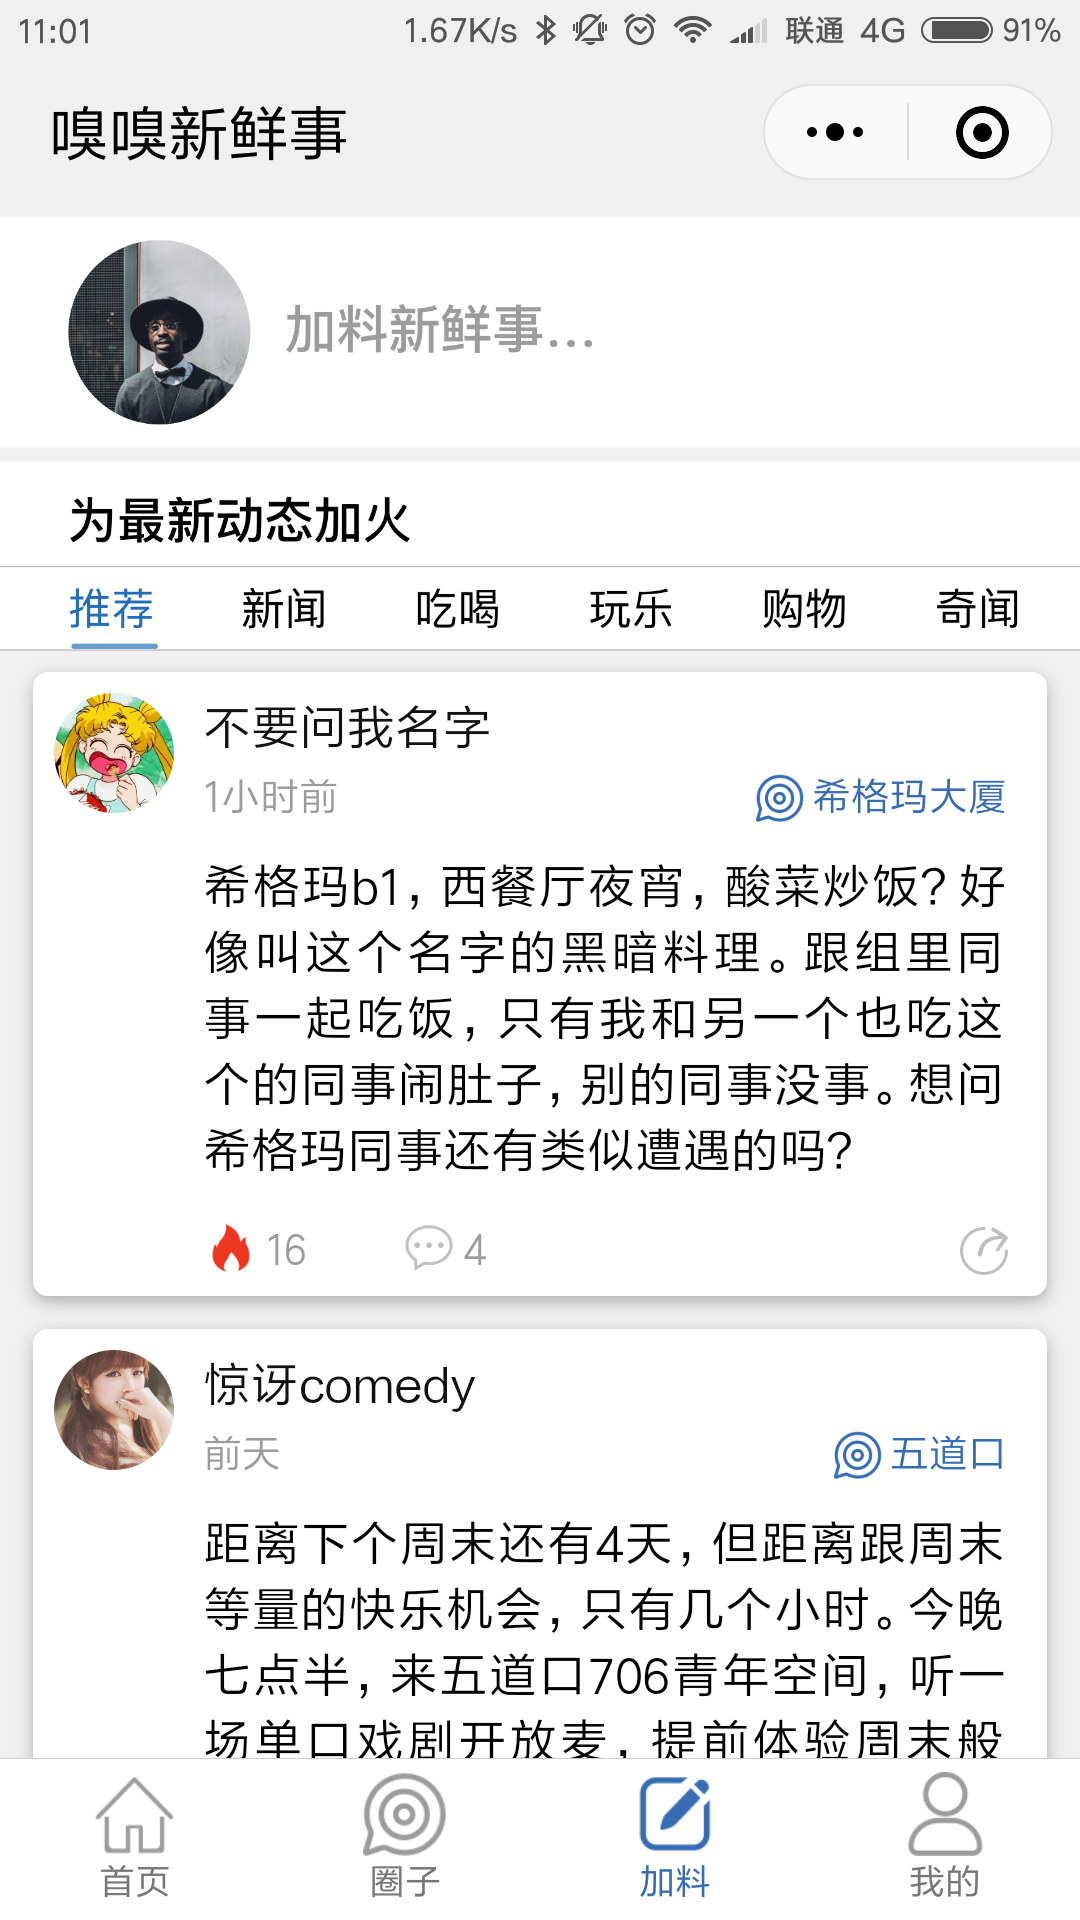 11:01 1.67K/s 联通 4G 91%
嗅嗅新鲜事
加料新鲜事...
为最新动态加火
推荐 新闻 吃喝 玩乐 购物 奇闻
不要问我名字
1小时前 希格玛大厦
希格玛b1，西餐厅夜宵，酸菜炒饭？好
像叫这个名字的黑暗料理。跟组里同
事一起吃饭，只有我和另一个也吃这
个的同事闹肚子，别的同事没事。想问
希格玛同事还有类似遭遇的吗？
16 4
惊讶comedy
前天 五道口
距离下个周末还有4天，但距离跟周末
等量的快乐机会，只有几个小时。今晚
七点半，来五道口706青年空间，听一
场单口戏剧开放麦，提前体验周末般
首页 圈子 加料 我的